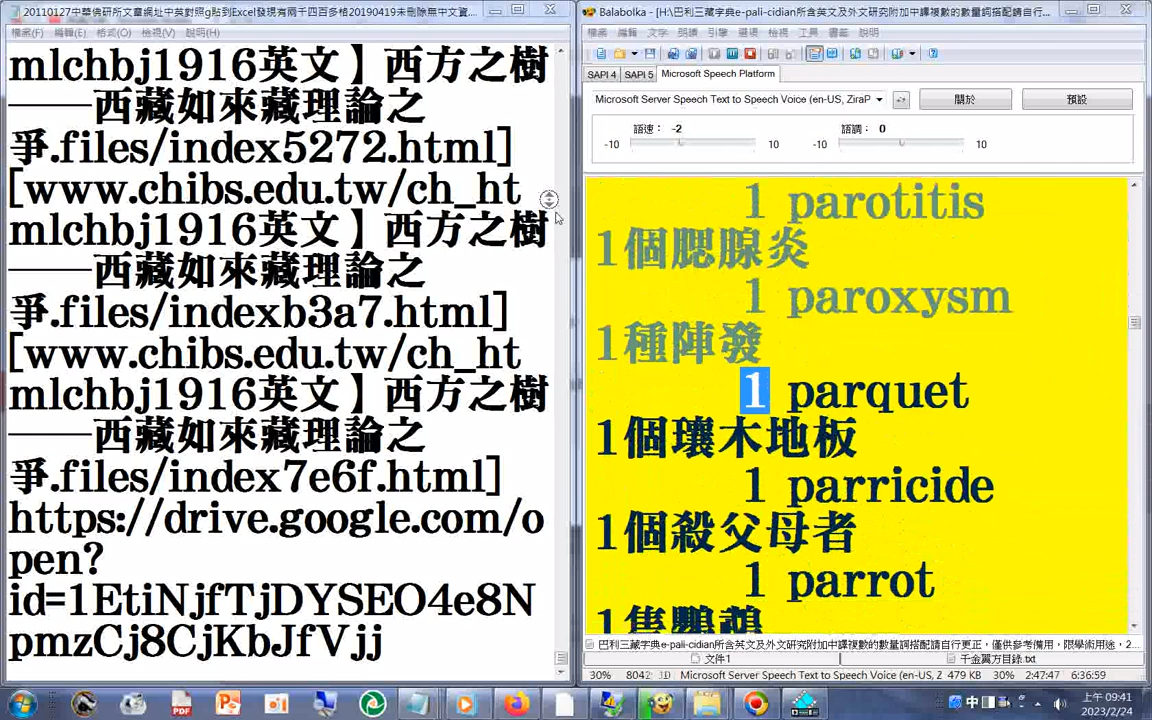 20110127中華佛研所文章網址中英對照g點到Excel發現有兩千四百多格20190419未刪除無中文資...
檔案(F) 編輯(E) 格式(O) 檢視(V) 說明(H)
mlchbj1916英文】西方之樹
——西藏如來藏理論之
爭.files/index5272.html]
[www.chibs.edu.tw/ch_ht
mlchbj1916英文】西方之樹
——西藏如來藏理論之
爭.files/indexb3a7.html]
[www.chibs.edu.tw/ch_ht
mlchbj1916英文】西方之樹
——西藏如來藏理論之
爭.files/index7e6f.html]
https://drive.google.com/o
pen?
id=1EtiNjfTjDYSEO4e8N
pmzCj8CjKbJfVjj
Balabolka - [H:\巴利三藏字典e-pali-cidian所含英文及外文研究附加中譯複數的數量詞搭配請自行...
檔案 編輯 文字 朗讀 引擎 選項 檢視 工具 書籤 說明
SAPI 4 SAPI 5 Microsoft Speech Platform
Microsoft Server Speech Text to Speech Voice (en-US, ZiraP
關於 預設
語速： -2 語調： 0
-10 10 -10 10
1 parotitis
1個腮腺炎
1 paroxysm
1種陣發
1 parquet
1個瓖木地板
1 parricide
1個殺父母者
1 parrot
1隻鸚鵡
巴利三藏字典e-pali-cidian所含英文及外文研究附加中譯複數的數量詞搭配請自行更正，僅供參考備用，限學術用途，2...
文件1 千金翼方目錄.txt
30% 8042: 1D Microsoft Server Speech Text to Speech Voice (en-US, Z 479 KB 30% 2:47:47 6:36:59
中
上午 09:41
2023/2/24